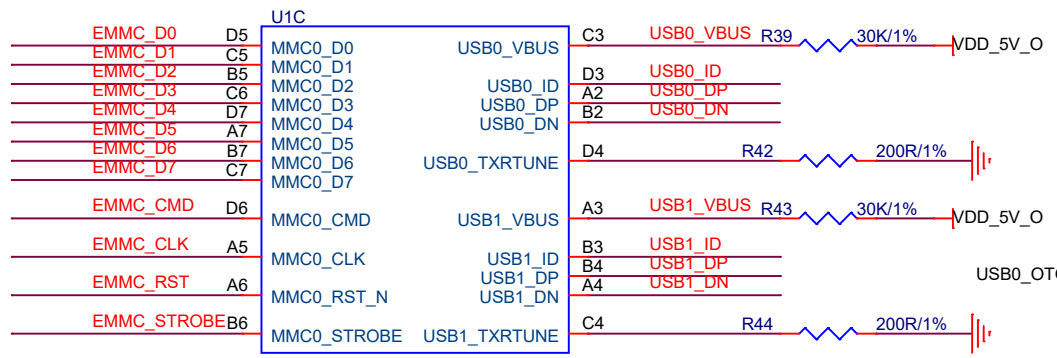 U1C
EMMC_D0 D5 MMC0_D0 USB0_VBUS C3 USB0_VBUS R39 30K/1% VDD_5V_O
EMMC_D1 C5 MMC0_D1
EMMC_D2 B5 MMC0_D2 USB0_ID D3 USB0_ID
EMMC_D3 C6 MMC0_D3 USB0_DP A2 USB0_DP
EMMC_D4 D7 MMC0_D4 USB0_DN B2 USB0_DN
EMMC_D5 A7 MMC0_D5
EMMC_D6 B7 MMC0_D6 USB0_TXRTUNE D4 R42 200R/1%
EMMC_D7 C7 MMC0_D7
EMMC_CMD D6 MMC0_CMD USB1_VBUS A3 USB1_VBUS R43 30K/1% VDD_5V_O
EMMC_CLK A5 MMC0_CLK USB1_ID B3 USB1_ID
USB1_DP B4 USB1_DP
USB0_OTG
EMMC_RST A6 MMC0_RST_N USB1_DN A4 USB1_DN
EMMC_STROBE B6 MMC0_STROBE USB1_TXRTUNE C4 R44 200R/1%